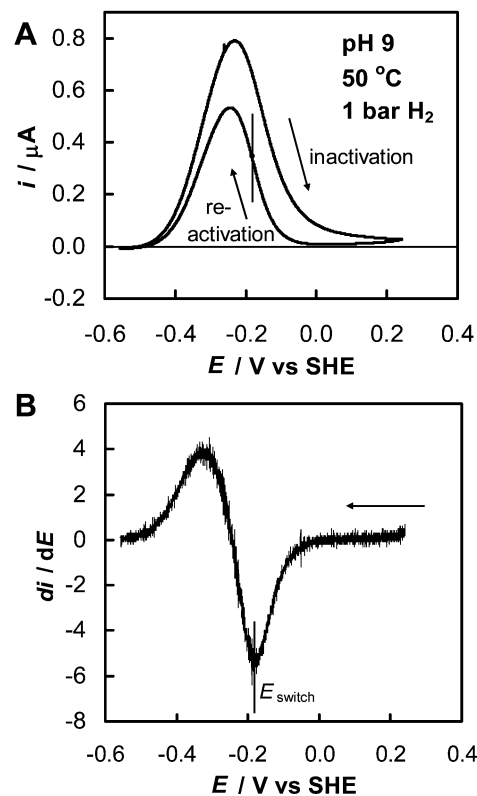 A
pH 9
50 °C
1 bar H₂
0.8
0.6
0.4
0.2
0.0
-0.2
i / μA
inactivation
re-
activation
-0.6 -0.4 -0.2 0.0 0.2 0.4
E / V vs SHE
B
6
4
2
0
-2
-4
-6
-8
di / dE
E switch
-0.6 -0.4 -0.2 0.0 0.2 0.4
E / V vs SHE